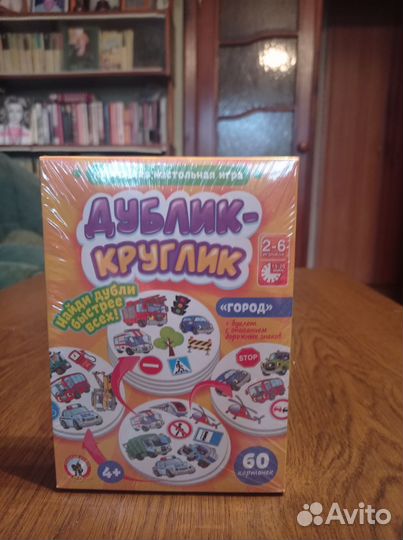 настольная игра
ДУБЛИК-
КРУГЛИК
2-6
Найди дубли
быстрее
всех!
«ГОРОД»
+ буклет
с описанием
дорожных знаков
STOP
4+
60
карточек
Avito